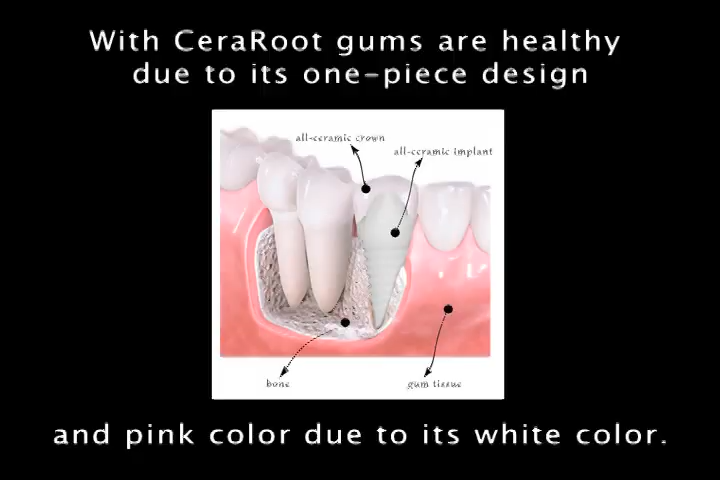 With CeraRoot gums are healthy
due to its one-piece design
all-ceramic crown
all-ceramic implant
bone
gum tissue
and pink color due to its white color.